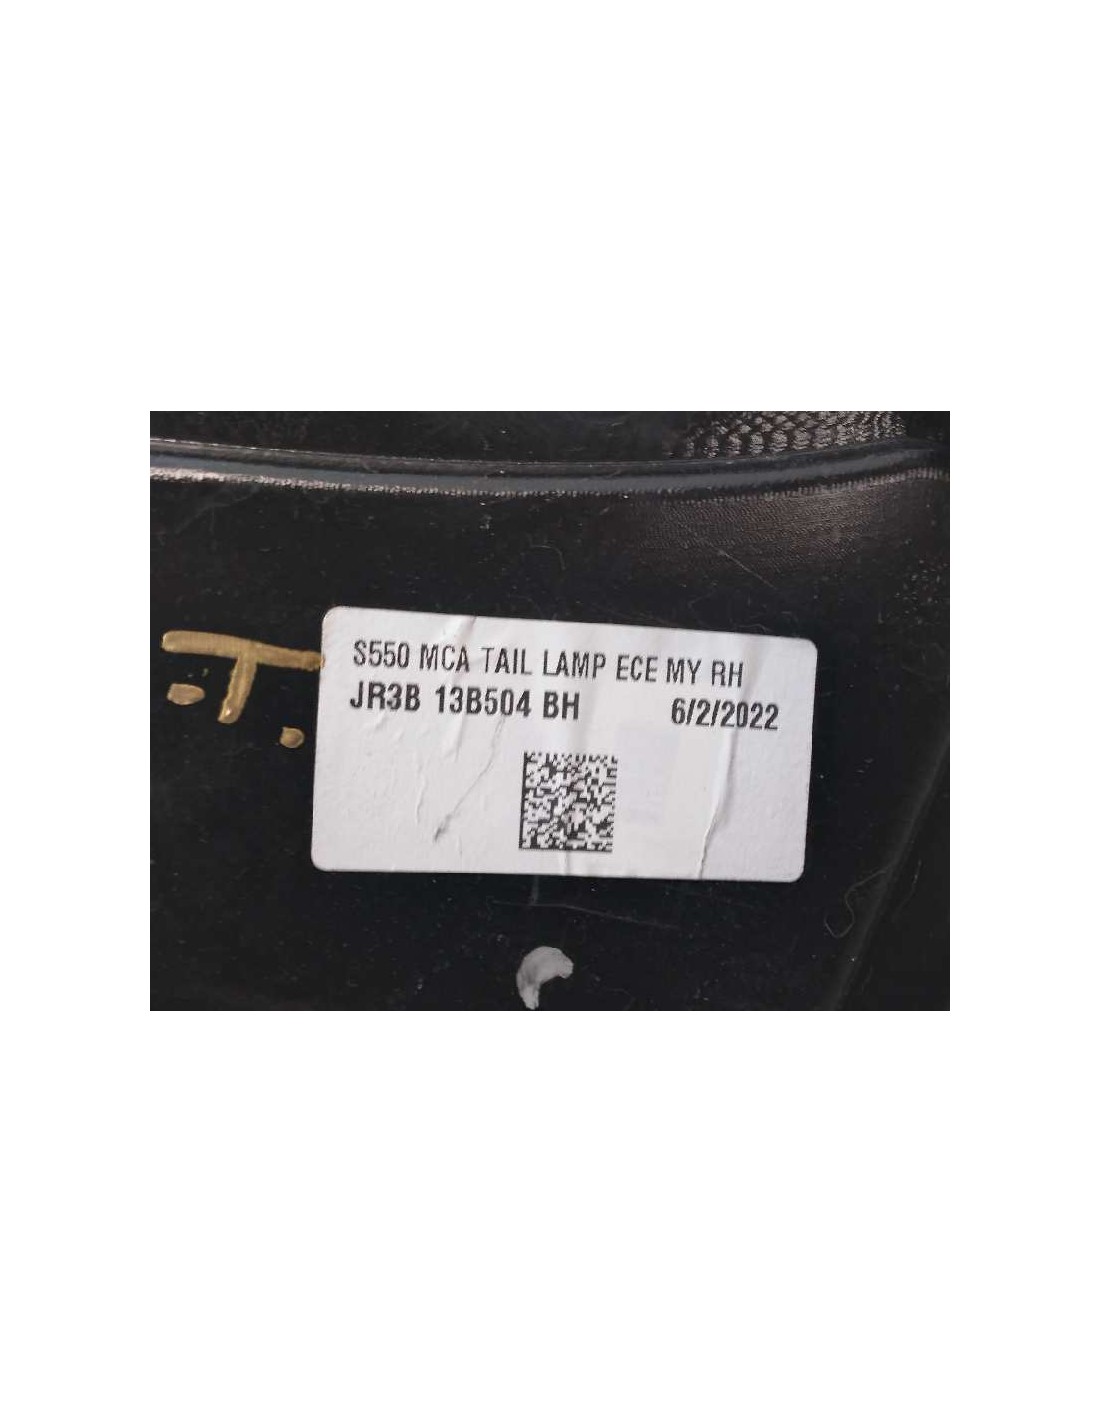 S550 MCA TAIL LAMP ECE MY RH
JR3B 13B504 BH 6/2/2022